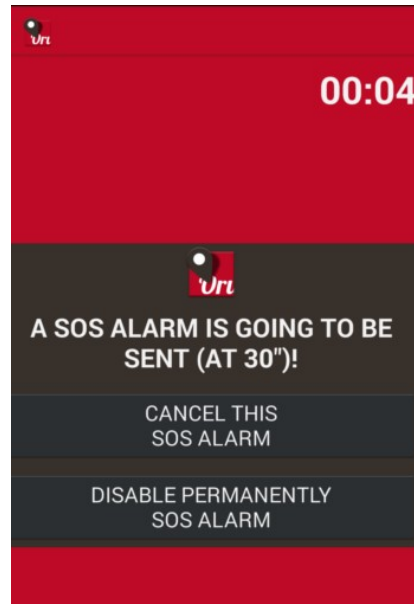 00:04
A SOS ALARM IS GOING TO BE
SENT (AT 30")!
CANCEL THIS
SOS ALARM
DISABLE PERMANENTLY
SOS ALARM